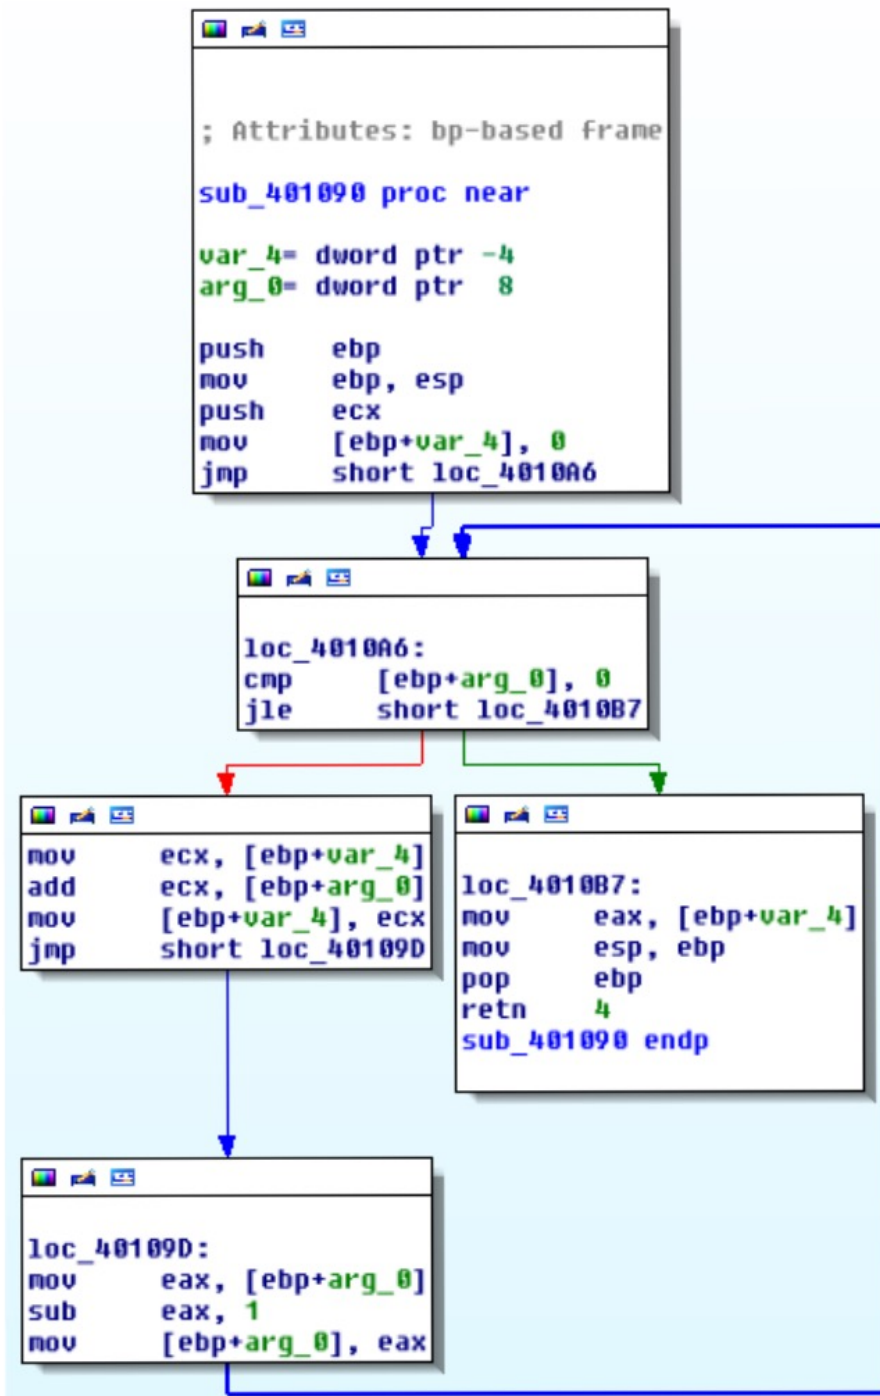 ; Attributes: bp-based frame
sub_401090 proc near
var_4= dword ptr -4
arg_0= dword ptr  8
push    ebp
mov     ebp, esp
push    ecx
mov     [ebp+var_4], 0
jmp     short loc_4010A6
loc_4010A6:
cmp     [ebp+arg_0], 0
jle     short loc_4010B7
mov     ecx, [ebp+var_4]
add     ecx, [ebp+arg_0]
mov     [ebp+var_4], ecx
jmp     short loc_40109D
loc_4010B7:
mov     eax, [ebp+var_4]
mov     esp, ebp
pop     ebp
retn    4
sub_401090 endp
loc_40109D:
mov     eax, [ebp+arg_0]
sub     eax, 1
mov     [ebp+arg_0], eax